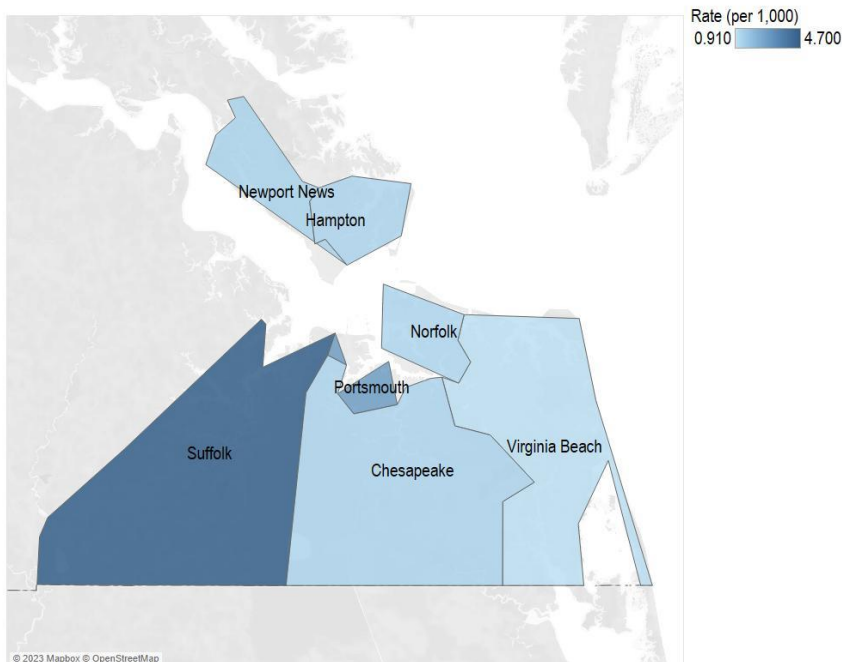 Rate (per 1,000)
0.910 4.700
Newport News
Hampton
Norfolk
Portsmouth
Suffolk
Virginia Beach
Chesapeake
© 2023 Mapbox © OpenStreetMap